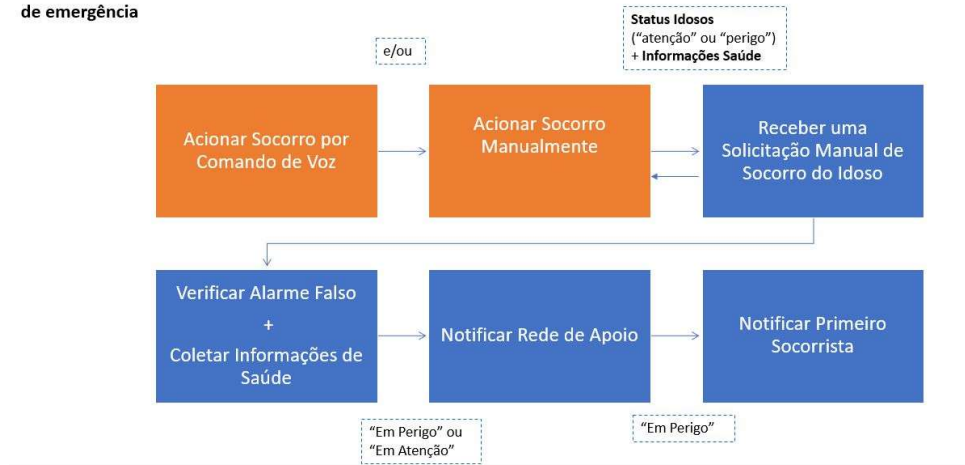 de emergência
Status Idosos
(“atenção” ou “perigo”)
+ Informações Saúde
e/ou
Acionar Socorro por
Comando de Voz
Acionar Socorro
Manualmente
Receber uma
Solicitação Manual de
Socorro do Idoso
Verificar Alarme Falso
+
Coletar Informações de
Saúde
Notificar Rede de Apoio
Notificar Primeiro
Socorrista
“Em Perigo” ou
“Em Atenção”
“Em Perigo”